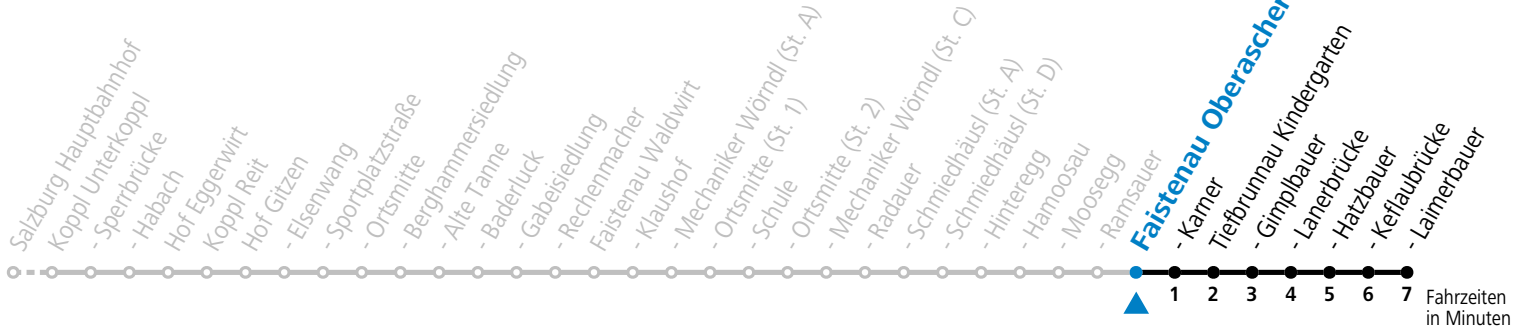 Salzburg Hauptbahnhof
Koppl Unterkoppl
- Sperrbrücke
- Habach
Hof Eggerwirt
Koppl Reit
Hof Gitzen
- Elsenwang
- Sportplatzstraße
- Ortsmitte
- Berghammersiedlung
Alte Tanne
- Baderluck
- Gabeisiedlung
- Rechenmacher
Faistenau Waldwirt
- Klaushof
- Mechaniker Wörndl (St. A)
- Ortsmitte (St. 1)
- Schule
- Ortsmitte (St. 2)
- Mechaniker Wörndl (St. C)
- Radauer
- Schmiedhäusl (St. A)
- Schmiedhäusl (St. D)
- Hinteregg
- Hamoosau
- Moosegg
- Ramsauer
Faistenau Oberascher
- Karner
Tiefbrunnau Kindergarten
- Gimplbauer
- Lanerbrücke
- Hatzbauer
- Keflaubrücke
- Laimerbauer
1 2 3 4 5 6 7
Fahrzeiten
in Minuten